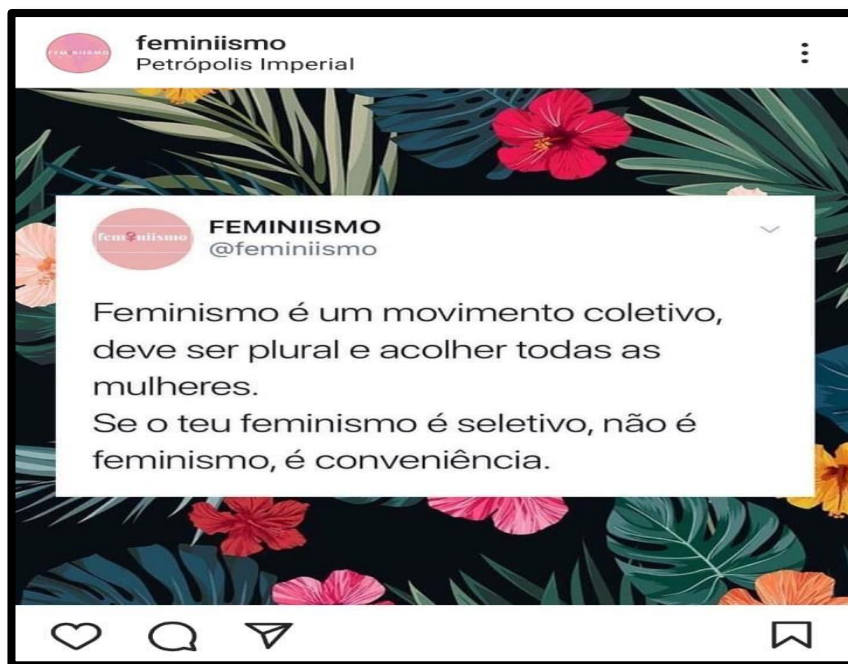 feminiismo
Petrópolis Imperial
feminiismo
FEMINIISMO
@feminiismo
Feminismo é um movimento coletivo,
deve ser plural e acolher todas as
mulheres.
Se o teu feminismo é seletivo, não é
feminismo, é conveniência.